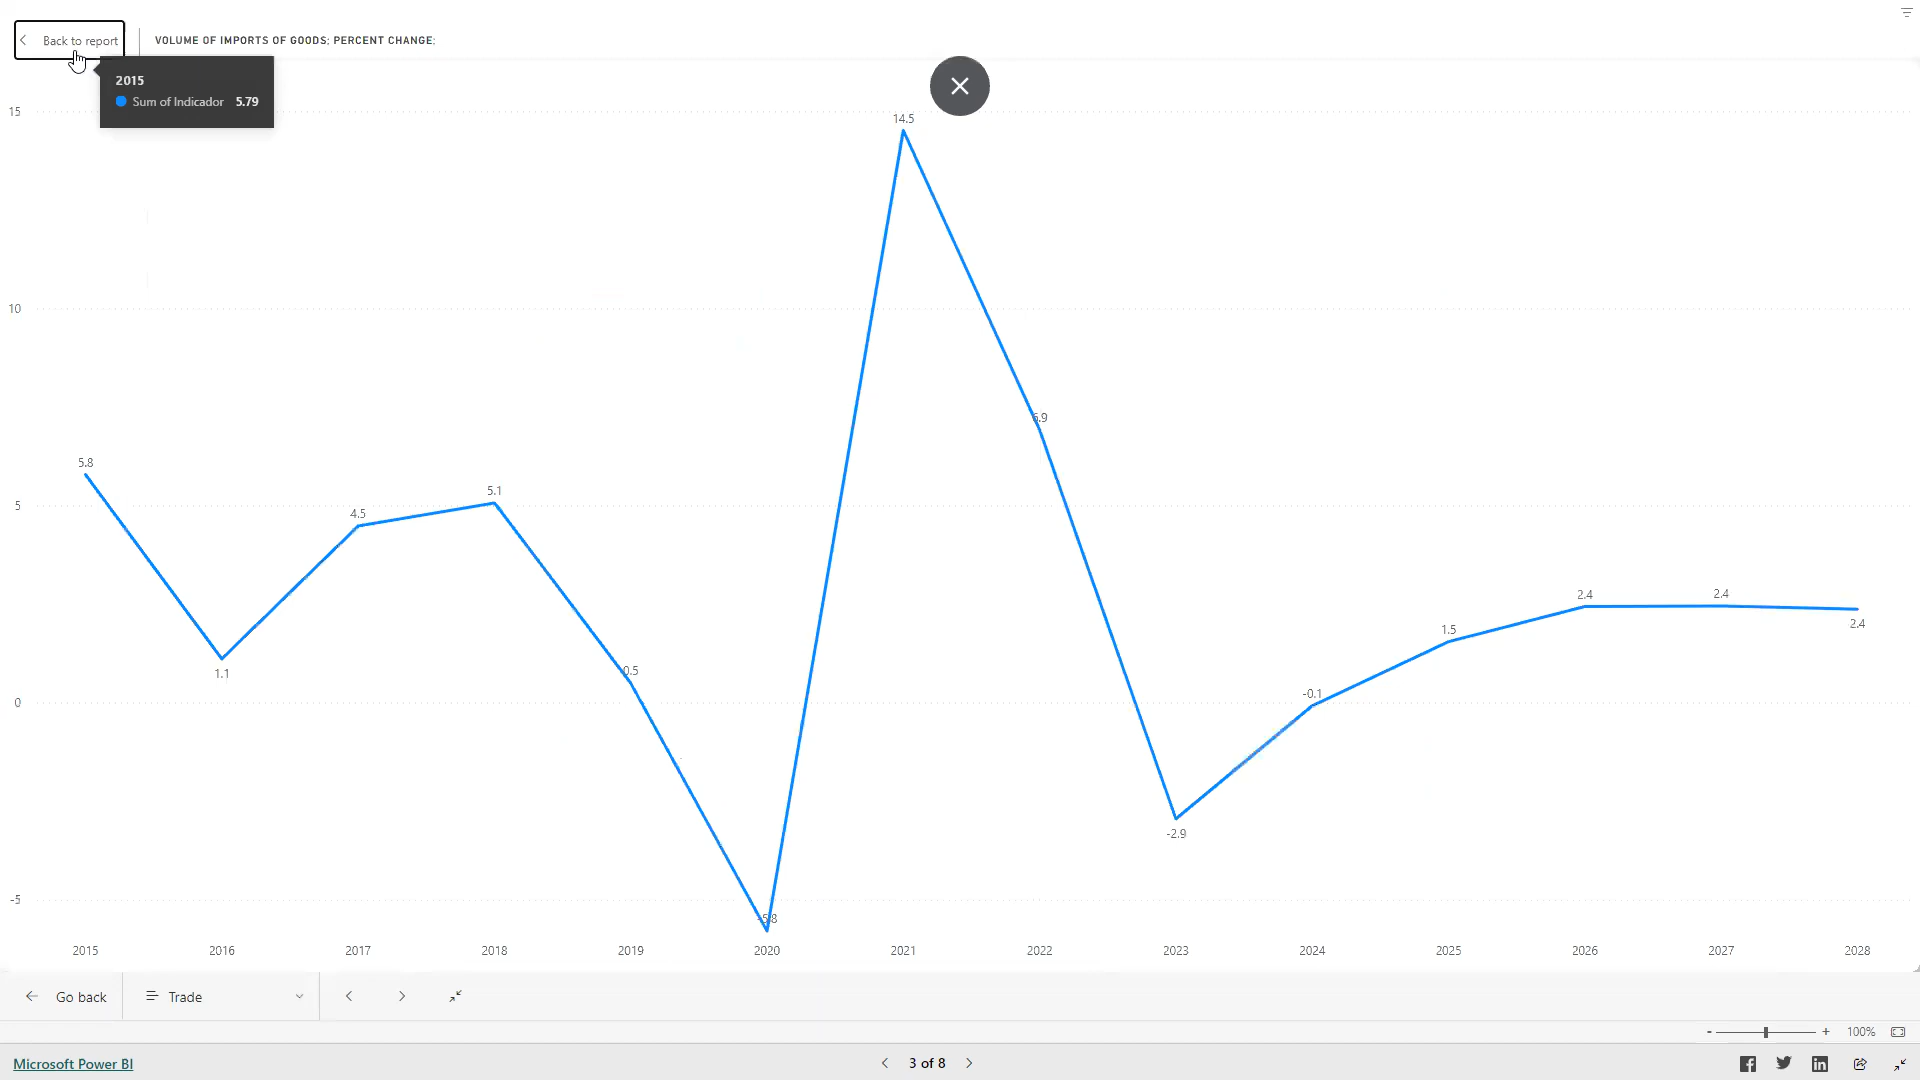 Back to report
VOLUME OF IMPORTS OF GOODS; PERCENT CHANGE;
2015
Sum of Indicador 5.79
15
14.5
10
6.9
5.8
5.1
5
4.5
2.4
2.4
2.4
1.5
1.1
0.5
-0.1
0
-2.9
-5
-5.8
2015 2016 2017 2018 2019 2020 2021 2022 2023 2024 2025 2026 2027 2028
Go back
Trade
- + 100%
Microsoft Power BI
3 of 8